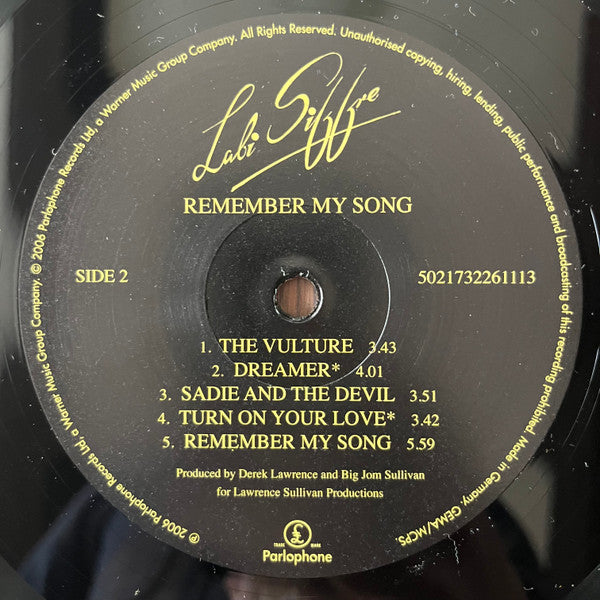 ℗ 2006 Parlophone Records Ltd, a Warner Music Group Company. © 2006 Parlophone Records Ltd, a Warner Music Group Company. All Rights Reserved. Unauthorised copying, hiring, lending, public performance and broadcasting of this recording prohibited. Made in Germany. GEMA/MCPS.
Labi Siffre
REMEMBER MY SONG
SIDE 2
5021732261113
1. THE VULTURE 3.43
2. DREAMER* 4.01
3. SADIE AND THE DEVIL 3.51
4. TURN ON YOUR LOVE* 3.42
5. REMEMBER MY SONG 5.59
Produced by Derek Lawrence and Big Jom Sullivan
for Lawrence Sullivan Productions
£
TRADE MARK
Parlophone